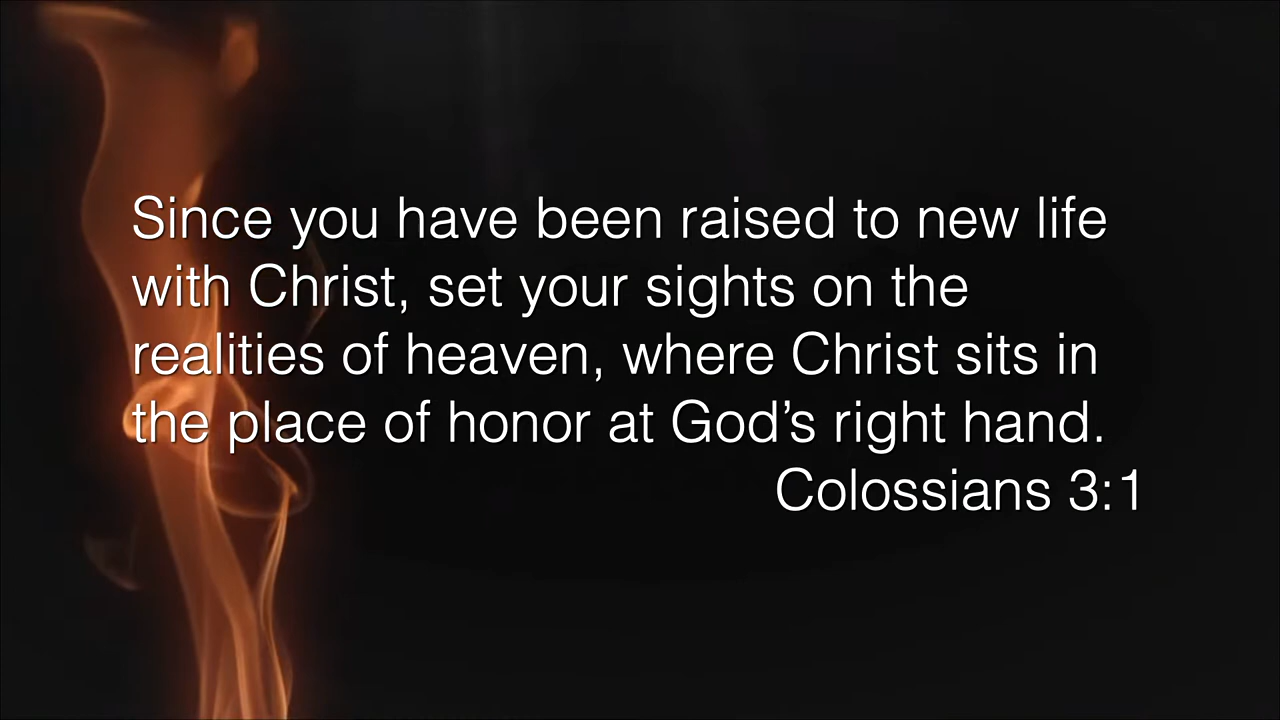 Since you have been raised to new life
with Christ, set your sights on the
realities of heaven, where Christ sits in
the place of honor at God’s right hand.
Colossians 3:1